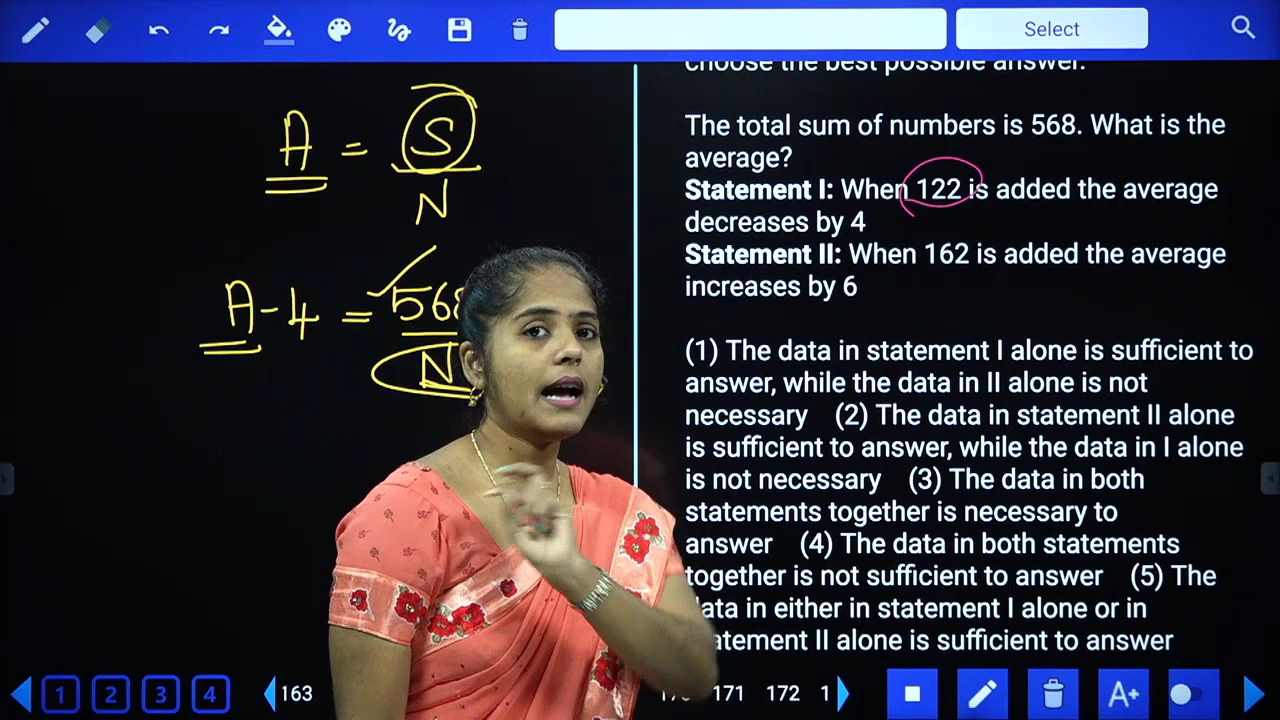 Select
choose the best possible answer.
A = S
N
A - 4 = 568
N
The total sum of numbers is 568. What is the
average?
Statement I: When 122 is added the average
decreases by 4
Statement II: When 162 is added the average
increases by 6
(1) The data in statement I alone is sufficient to
answer, while the data in II alone is not
necessary (2) The data in statement II alone
is sufficient to answer, while the data in I alone
is not necessary (3) The data in both
statements together is necessary to
answer (4) The data in both statements
together is not sufficient to answer (5) The
data in either in statement I alone or in
statement II alone is sufficient to answer
1 2 3 4 163 171 172 1 A+